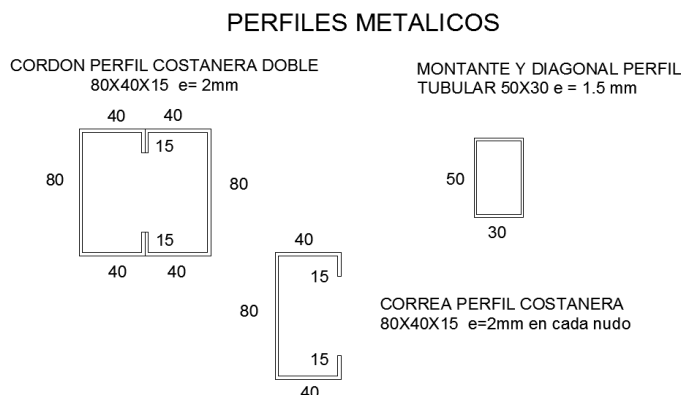 PERFILES METALICOS
CORDON PERFIL COSTANERA DOBLE
80X40X15 e= 2mm
40 40
15
80
80
15
40 40
MONTANTE Y DIAGONAL PERFIL
TUBULAR 50X30 e = 1.5 mm
50
30
40
15
80
15
40
CORREA PERFIL COSTANERA
80X40X15 e=2mm en cada nudo